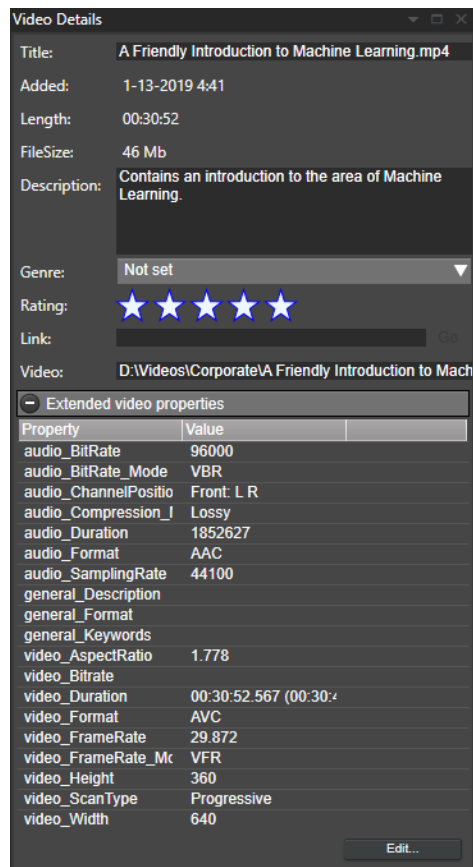 Video Details
Title: A Friendly Introduction to Machine Learning.mp4
Added: 1-13-2019 4:41
Length: 00:30:52
FileSize: 46 Mb
Description: Contains an introduction to the area of Machine
Learning.
Genre: Not set
Rating:
Link: Go
Video: D:\Videos\Corporate\A Friendly Introduction to Mach
Extended video properties
Property Value
audio_BitRate 96000
audio_BitRate_Mode VBR
audio_ChannelPositio Front: L R
audio_Compression_I Lossy
audio_Duration 1852627
audio_Format AAC
audio_SamplingRate 44100
general_Description
general_Format
general_Keywords
video_AspectRatio 1.778
video_Bitrate
video_Duration 00:30:52.567 (00:30:4
video_Format AVC
video_FrameRate 29.872
video_FrameRate_Mc VFR
video_Height 360
video_ScanType Progressive
video_Width 640
Edit...